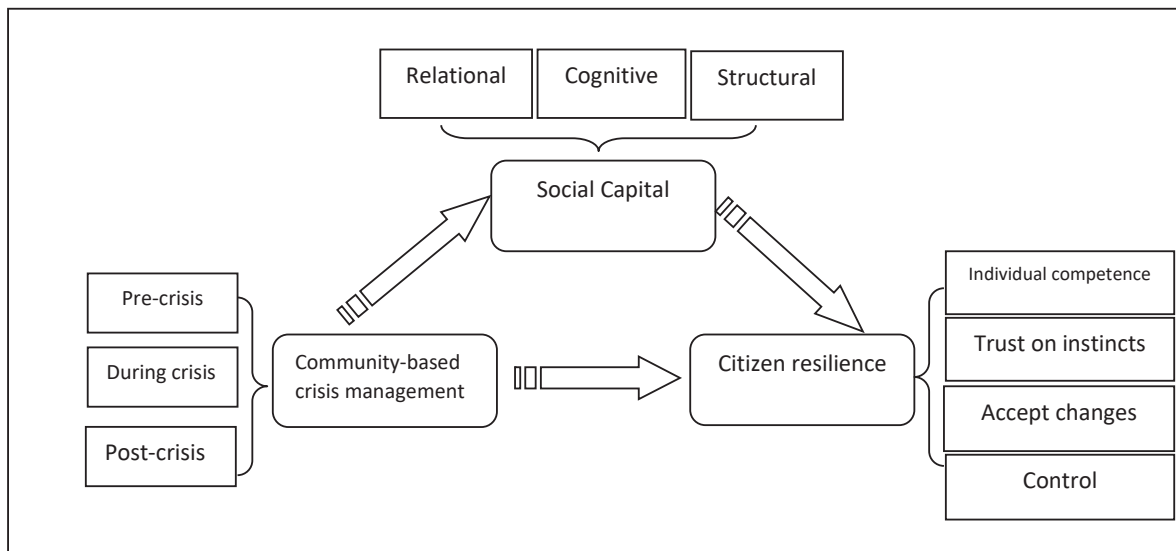 Relational
Cognitive
Structural
Social Capital
Pre-crisis
During crisis
Post-crisis
Community-based
crisis management
Citizen resilience
Individual competence
Trust on instincts
Accept changes
Control